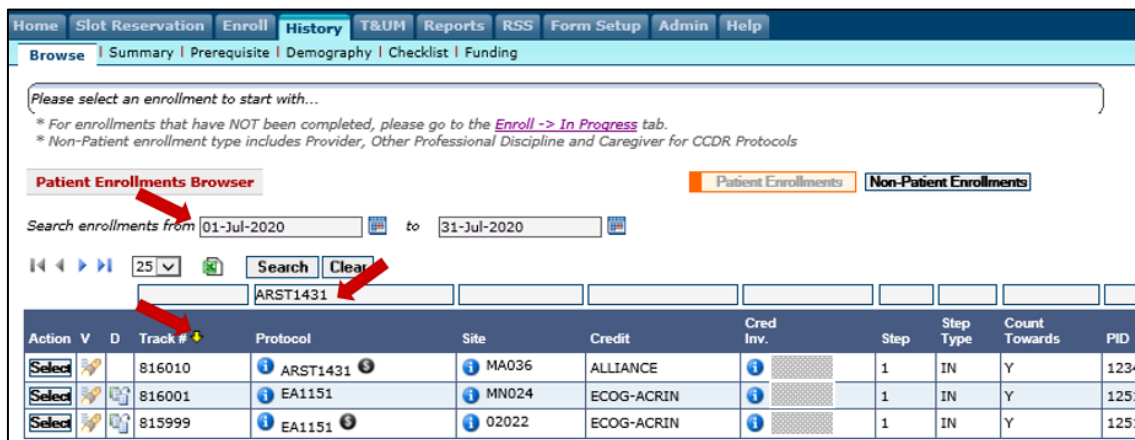 Home Slot Reservation Enroll History T&UM Reports RSS Form Setup Admin Help
Browse | Summary | Prerequisite | Demography | Checklist | Funding
Please select an enrollment to start with...
* For enrollments that have NOT been completed, please go to the Enroll -> In Progress tab.
* Non-Patient enrollment type includes Provider, Other Professional Discipline and Caregiver for CCDR Protocols
Patient Enrollments Browser Patient Enrollments Non-Patient Enrollments
Search enrollments from 01-Jul-2020 to 31-Jul-2020
25 Search Clear
ARST1431
Action V D Track # Protocol Site Credit Cred Inv. Step Step Type Count Towards PID
Select 816010 ARST1431 MA036 ALLIANCE 1 IN Y 1234
Select 816001 EA1151 MN024 ECOG-ACRIN 1 IN Y 1251
Select 815999 EA1151 02022 ECOG-ACRIN 1 IN Y 1251